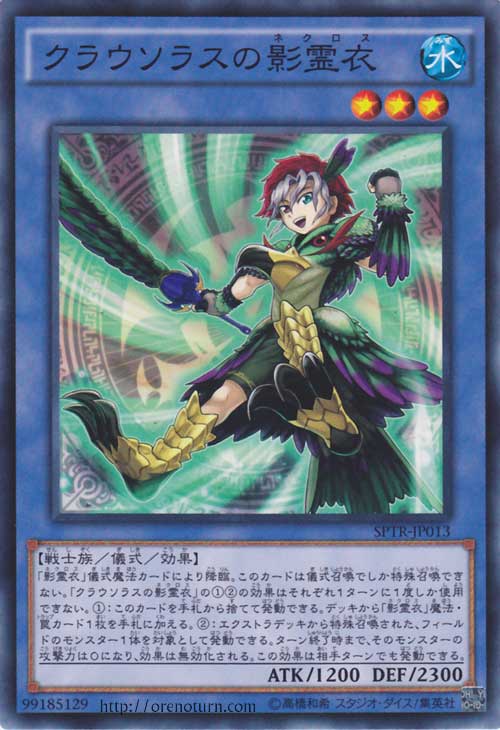 クラウソラスの影霊衣
ネクロス
水
SPTR-JP013
【戦士族／儀式／効果】
「影霊衣」儀式魔法カードにより降臨。このカードは儀式召喚でしか特殊召喚で
きない。「クラウソラスの影霊衣」の①②の効果はそれぞれ1ターンに1度しか使用
できない。①:このカードを手札から捨てて発動できる。デッキから「影霊衣」魔法・
罠カード1枚を手札に加える。②:エクストラデッキから特殊召喚された、フィール
ドのモンスター1体を対象として発動できる。ターン終了時まで、そのモンスターの
攻撃力は0になり、効果は無効化される。この効果は相手ターンでも発動できる。
ATK/1200 DEF/2300
99185129
http://orenoturn.com
©高橋和希 スタジオ・ダイス/集英社